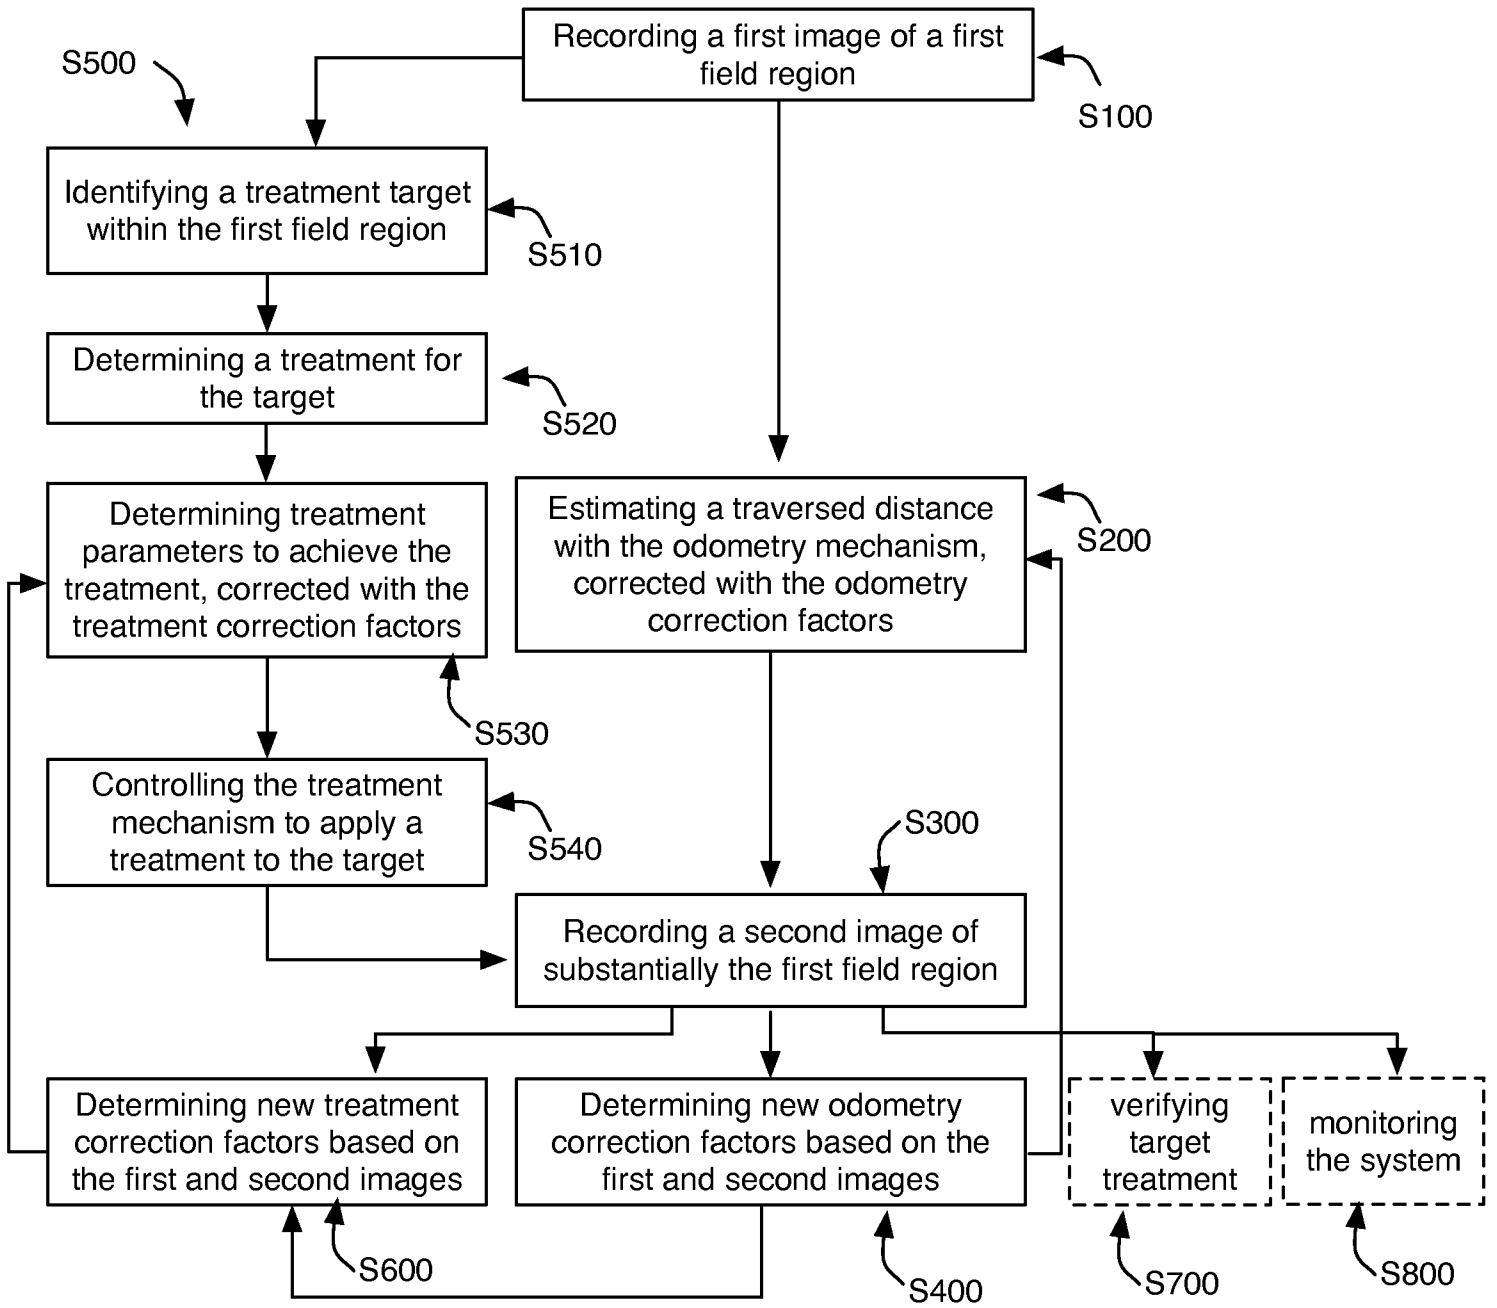 Recording a first image of a first
field region
S100
S500
Identifying a treatment target
within the first field region
S510
Determining a treatment for
the target
S520
Determining treatment
parameters to achieve the
treatment, corrected with the
treatment correction factors
S530
Estimating a traversed distance
with the odometry mechanism,
corrected with the odometry
correction factors
S200
Controlling the treatment
mechanism to apply a
treatment to the target
S540
S300
Recording a second image of
substantially the first field region
Determining new treatment
correction factors based on
the first and second images
S600
Determining new odometry
correction factors based on the
first and second images
S400
verifying
target
treatment
S700
monitoring
the system
S800